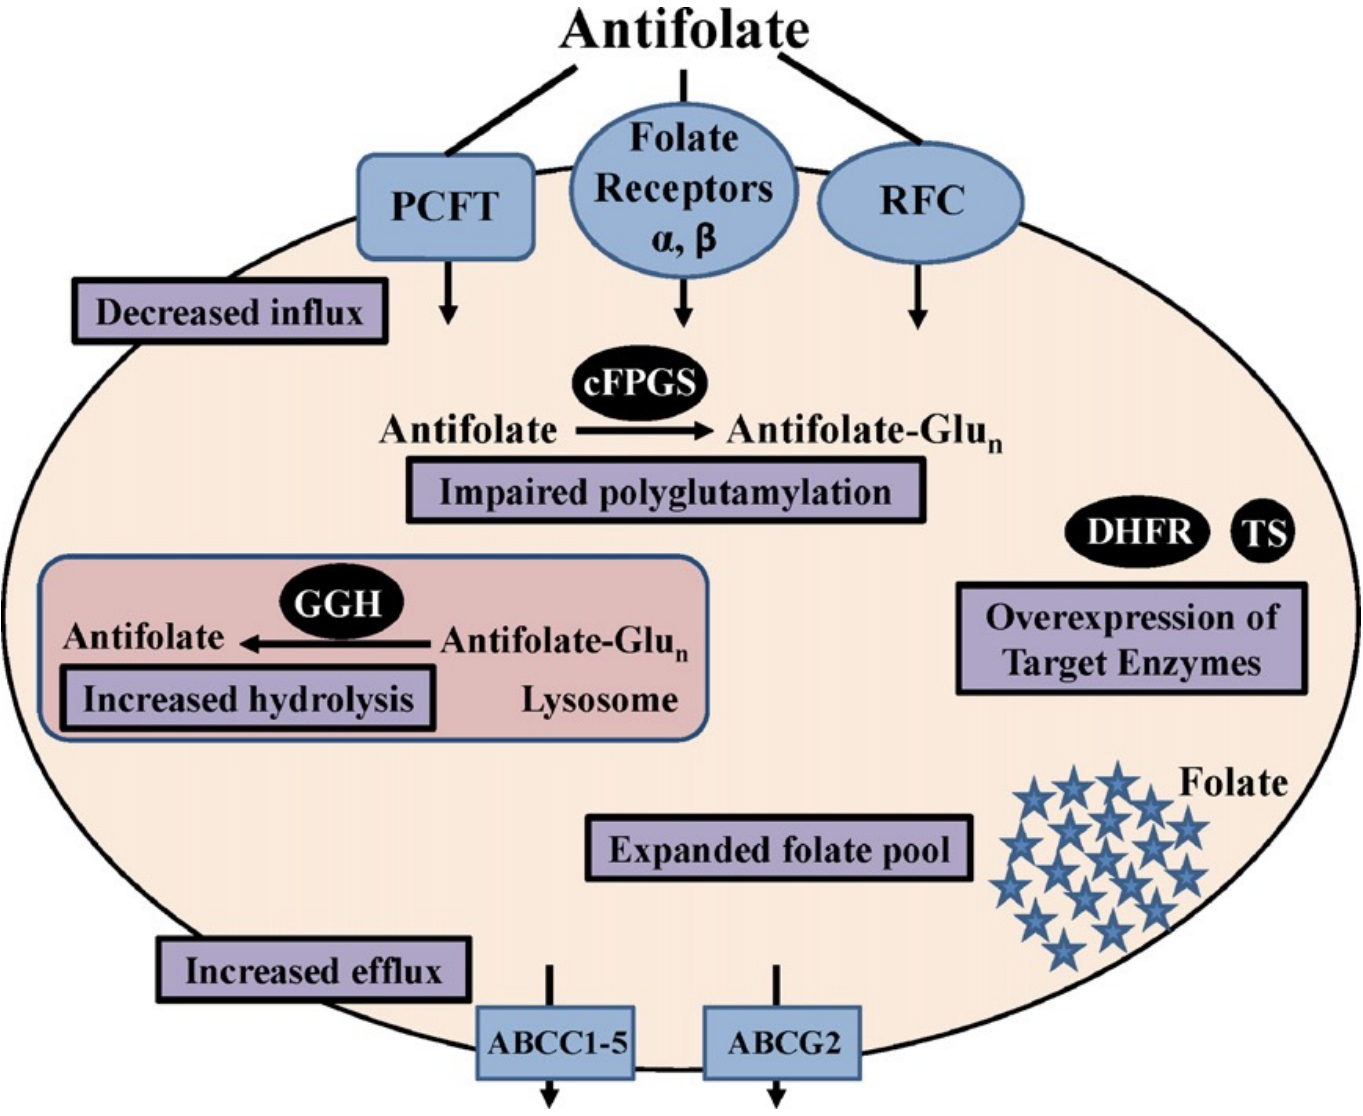 Antifolate
PCFT
Folate
Receptors
α, β
RFC
Decreased influx
cFPGS
Antifolate
Antifolate-Gluₙ
Impaired polyglutamylation
DHFR
TS
Overexpression of
Target Enzymes
GGH
Antifolate
Antifolate-Gluₙ
Increased hydrolysis
Lysosome
Folate
Expanded folate pool
Increased efflux
ABCC1-5
ABCG2